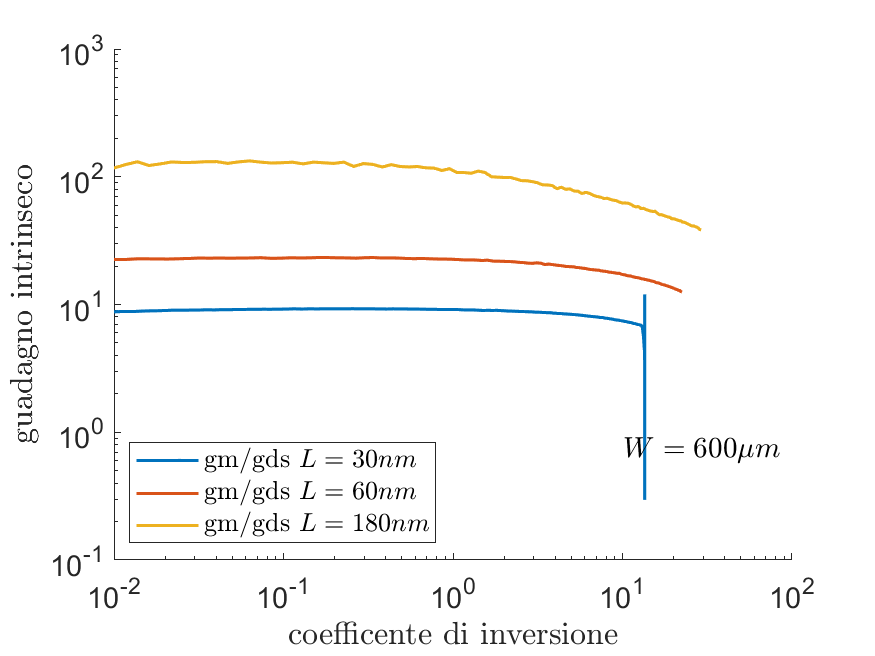 10^3
10^2
10^1
10^0
10^-1
guadagno intrinseco
W = 600μm
gm/gds L = 30nm
gm/gds L = 60nm
gm/gds L = 180nm
10^-2 10^-1 10^0 10^1 10^2
coefficente di inversione